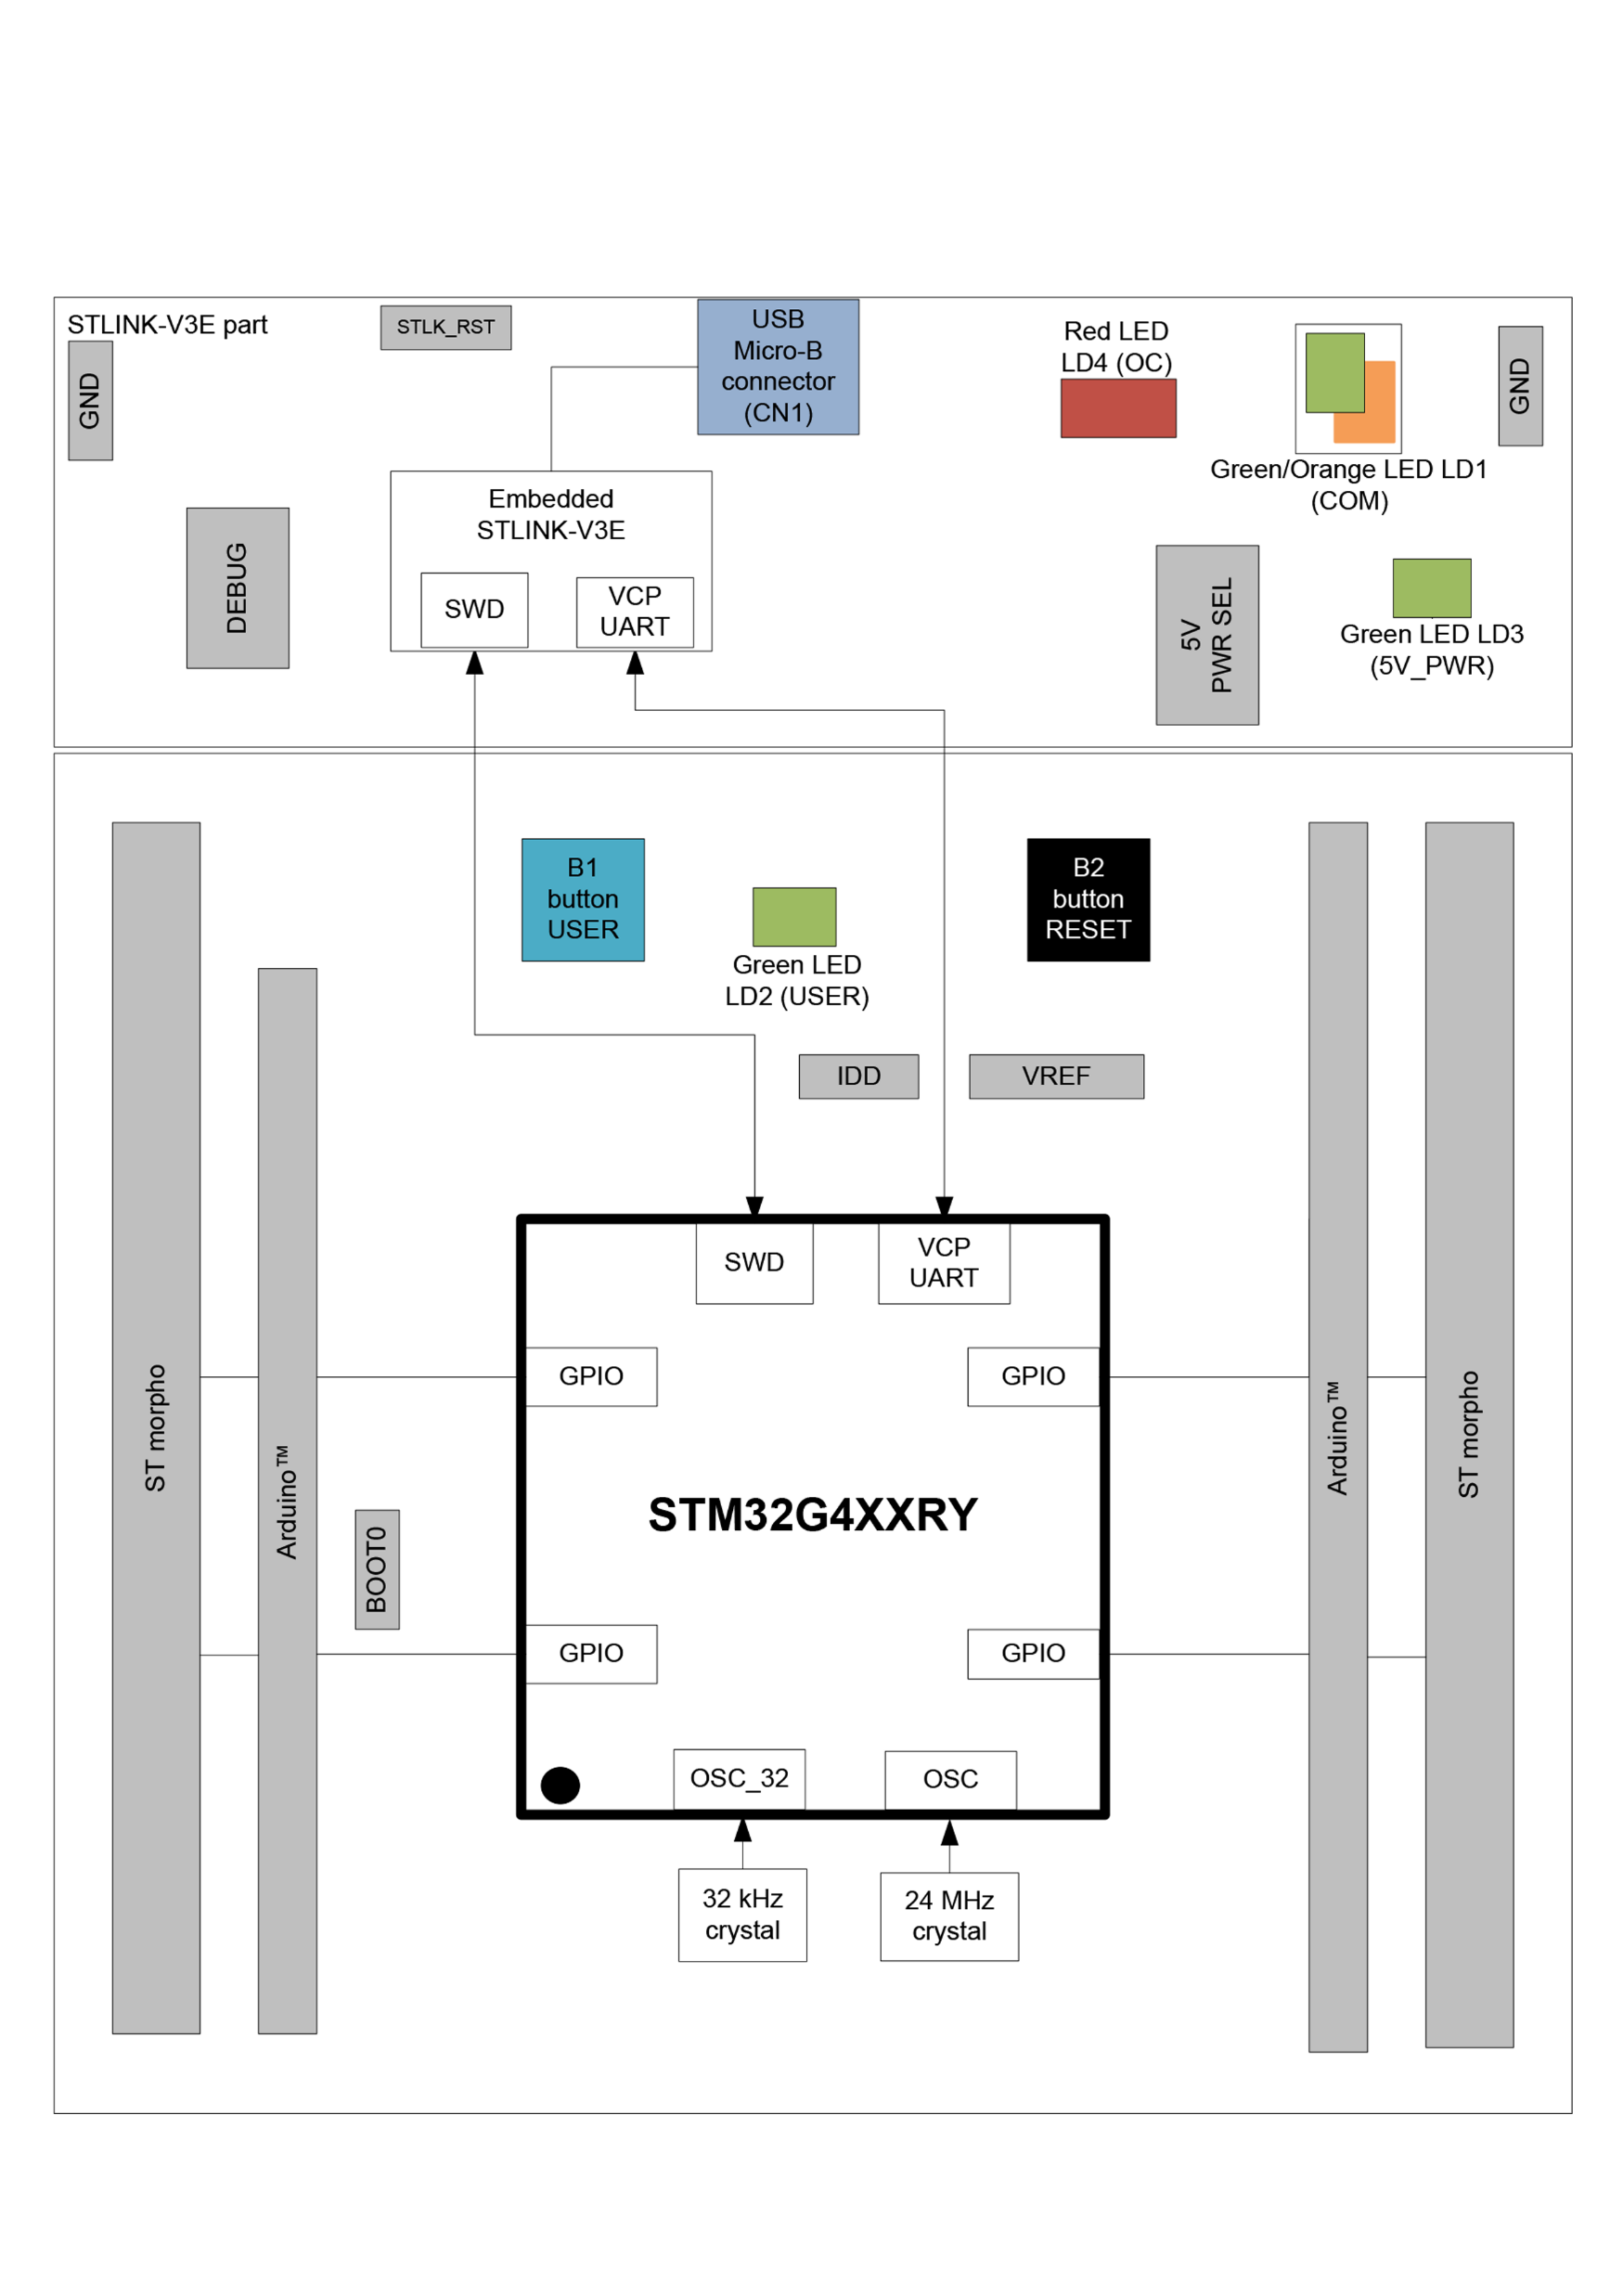 STLINK-V3E part
STLK_RST
USB
Micro-B
connector
(CN1)
Red LED
LD4 (OC)
GND
GND
Green/Orange LED LD1
(COM)
Embedded
STLINK-V3E
SWD
VCP
UART
DEBUG
5V
PWR SEL
Green LED LD3
(5V_PWR)
B1
button
USER
Green LED
LD2 (USER)
B2
button
RESET
IDD
VREF
SWD
VCP
UART
GPIO
GPIO
ST morpho
Arduino™
BOOT0
STM32G4XXRY
Arduino™
ST morpho
GPIO
GPIO
OSC_32
OSC
32 kHz
crystal
24 MHz
crystal